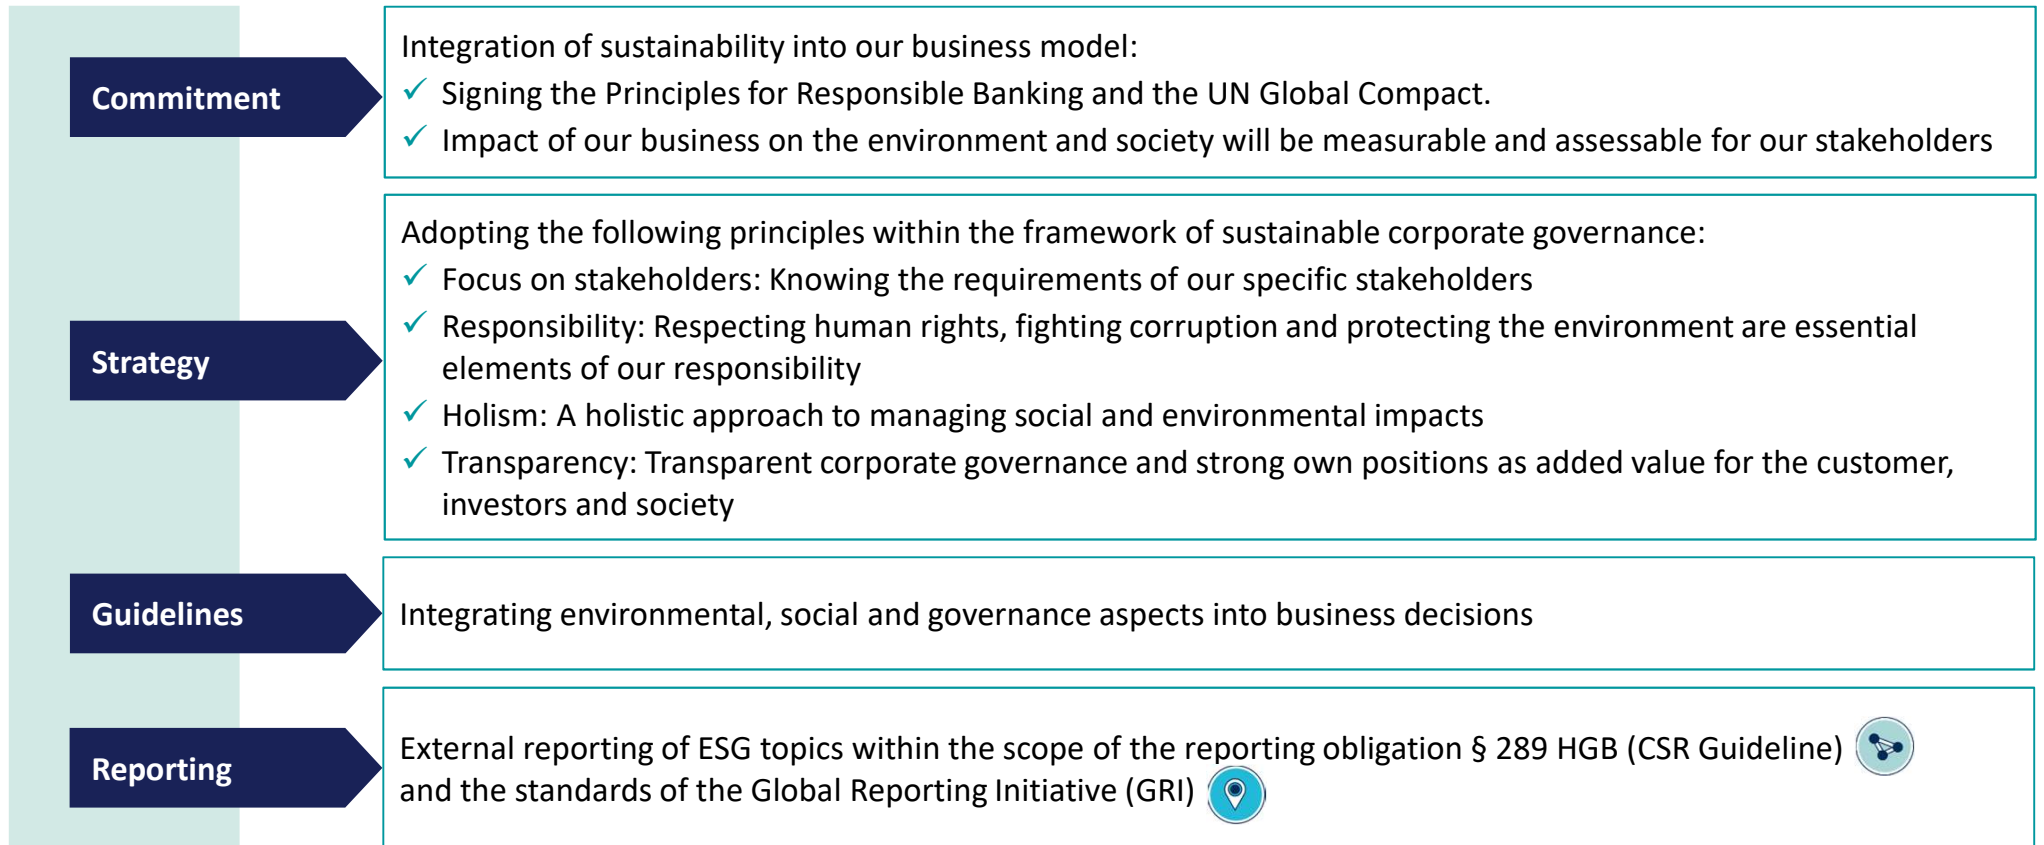 Commitment
Integration of sustainability into our business model:
✓ Signing the Principles for Responsible Banking and the UN Global Compact.
✓ Impact of our business on the environment and society will be measurable and assessable for our stakeholders
Strategy
Adopting the following principles within the framework of sustainable corporate governance:
✓ Focus on stakeholders: Knowing the requirements of our specific stakeholders
✓ Responsibility: Respecting human rights, fighting corruption and protecting the environment are essential
elements of our responsibility
✓ Holism: A holistic approach to managing social and environmental impacts
✓ Transparency: Transparent corporate governance and strong own positions as added value for the customer,
investors and society
Guidelines
Integrating environmental, social and governance aspects into business decisions
Reporting
External reporting of ESG topics within the scope of the reporting obligation § 289 HGB (CSR Guideline)
and the standards of the Global Reporting Initiative (GRI)